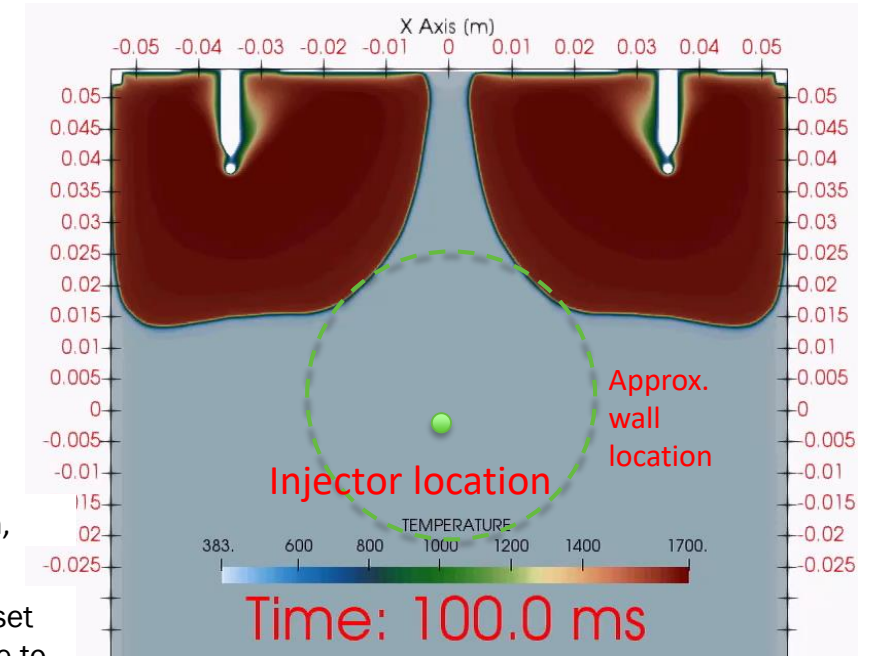 X Axis (m)
-0.05 -0.04 -0.03 -0.02 -0.01 0 0.01 0.02 0.03 0.04 0.05
0.05 0.05
0.045 0.045
0.04 0.04
0.035 0.035
0.03 0.03
0.025 0.025
0.02 0.02
0.015 0.015
0.01 0.01
0.005 0.005
0 0
-0.005 -0.005
-0.01 -0.01
15 -0.015
02 -0.02
-0.025 -0.025
Approx.
wall
location
Injector location
TEMPERATURE
383. 600 800 1000 1200 1400 1700.
Time: 100.0 ms
set
e to